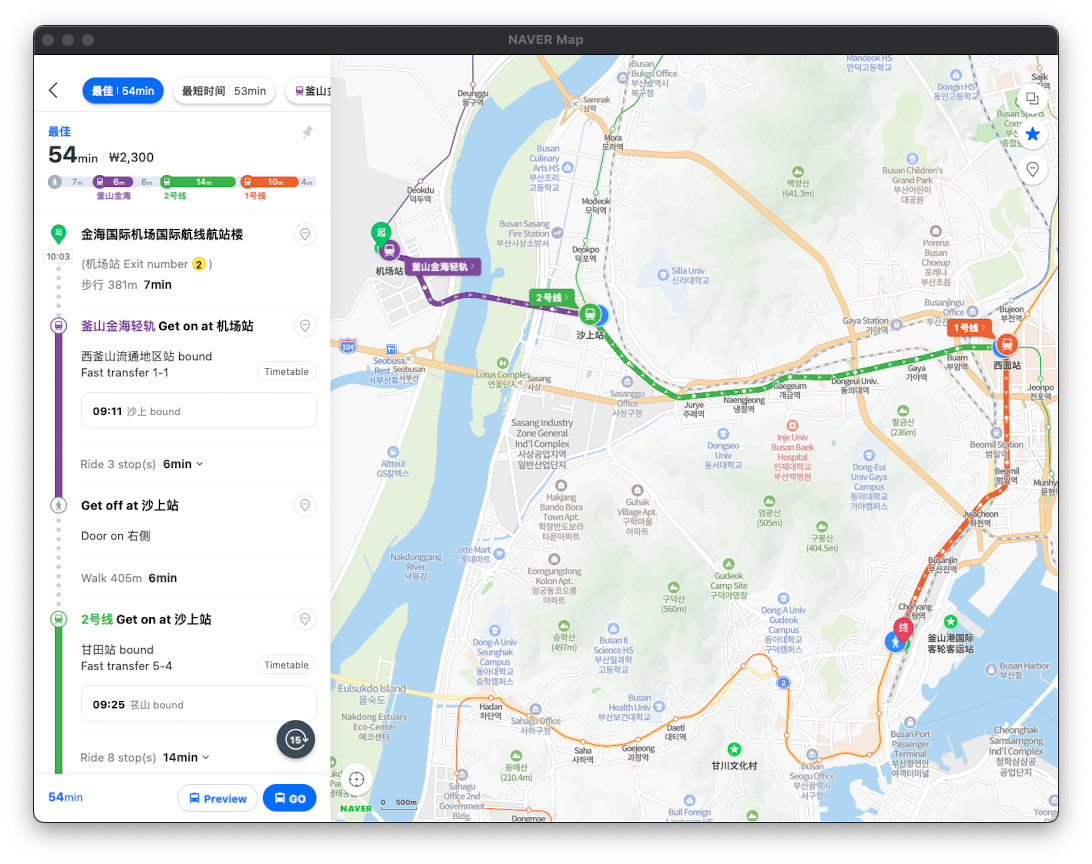 NAVER Map
最佳 54min
最短时间 53min
釜山金
最佳
54min ₩2,300
7m 6m 6m 14m 10m 4m
釜山金海 2号线 1号线
起
金海国际机场国际航线航站楼
10:03
(机场站 Exit number 2)
步行 381m 7min
釜山金海轻轨 Get on at 机场站
西釜山流通地区站 bound
Fast transfer 1-1
Timetable
09:11 沙上 bound
Ride 3 stop(s) 6min
Get off at 沙上站
Door on 右侧
Walk 405m 6min
2号线 Get on at 沙上站
甘田站 bound
Fast transfer 5-4
Timetable
09:25 苌山 bound
15
Ride 8 stop(s) 14min
54min
Preview
GO
Busan
Bukgu Office
부산광역시
북구청
Mandeok HS
만덕고등학교
Dongin HS
동인고등학교
Sajik
Busan Sports
Deunggu
등구역
Samnak
삼락
Mora
모라역
Busan
Culinary
Arts HS
부산조리
고등학교
백양산
(641.3m)
Busan Children's
Grand Park
부산어린이
대공원
Deokdu
덕두역
Modeok
모덕역
Busan Sasang
Fire Station
부산사상소방서
Deokpo
덕포역
Porena
Busan
Choeup
포레나
부산초읍
起
机场站
釜山金海轻轨
Silla Univ
신라대학교
2号线
沙上站
Busanjingu
Office
Bujeon
부전역
Gaya Station
가야역
1号线
西面站
104
Seobusan
Rest Area
서부산휴게소
Seobusan
서부산
Lotus Complex
연꽃단지
Sasang
사상
Sasanggu
Office
사상구청
Jurye
주례역
Naengjeong
냉정역
Gaegeum
개금역
Dongeui Univ.
동의대역
Gaya
가야역
Buam
부암역
Jeonpo
전포역
Sasang Industry
Zone General
Ind'l Complex
사상공업지역
일반산업단지
황금산
(236m)
Dongseo
Univ
동서대학교
Inje Univ
Busan Baek
Hospital
인제대학교
부산백병원
Beomil Station
범일역
Altteul
GS칼텍스
Dong-Eui
Univ Gaya
Campus
동의대학교
가야캠퍼스
Beomil
범일역
Munhyeon
Hakjang
Bando Bora
Town Apt.
학장반도보라
타운아파트
Guhak
Village Apt.
구학마을
아파트
엄광산
(505m)
구봉산
(404.5m)
Jwacheon
좌천역
Nakdonggang
River
낙동강
Lotte Mart
롯데마트
Eomgungdong
Kolon Apt.
엄궁동코오롱
아파트
Gudeok
Camp Site
구덕야영장
구덕산
(560m)
Busanjin
부산진역
Choryang
초량역
终
釜山港国际
客轮客运站
Dong-A Univ
Gudeok
Campus
동아대학교
구덕캠퍼스
승학산
(497m)
Dong-A Univ
Seunghak
Campus
동아대학교
승학캠퍼스
Busan Il
Science HS
부산일과학
고등학교
Busan Harbor
부산항
2
Eulsukdo Island
을숙도
Nakdong Estuary
Eco-Center
에코센터
Hadan
하단역
Sahagu Office
사하구청
Busan
Health Univ
부산보건대학교
Daeti
대티역
Saha
사하역
Goejeong
괴정역
Busan Port
Passenger
Terminal
부산항연안
여객터미널
Cheonghak
Samsamgong
Ind'l Complex
청학삼삼공
공업단지
동매산
(210.4m)
甘川文化村
Seogu Office
부산광역시
서구청
Sahagu
Office 2nd
Government
Bldg.
Busan Foreign
Language HS
Dongmae
NAVER
0 500m